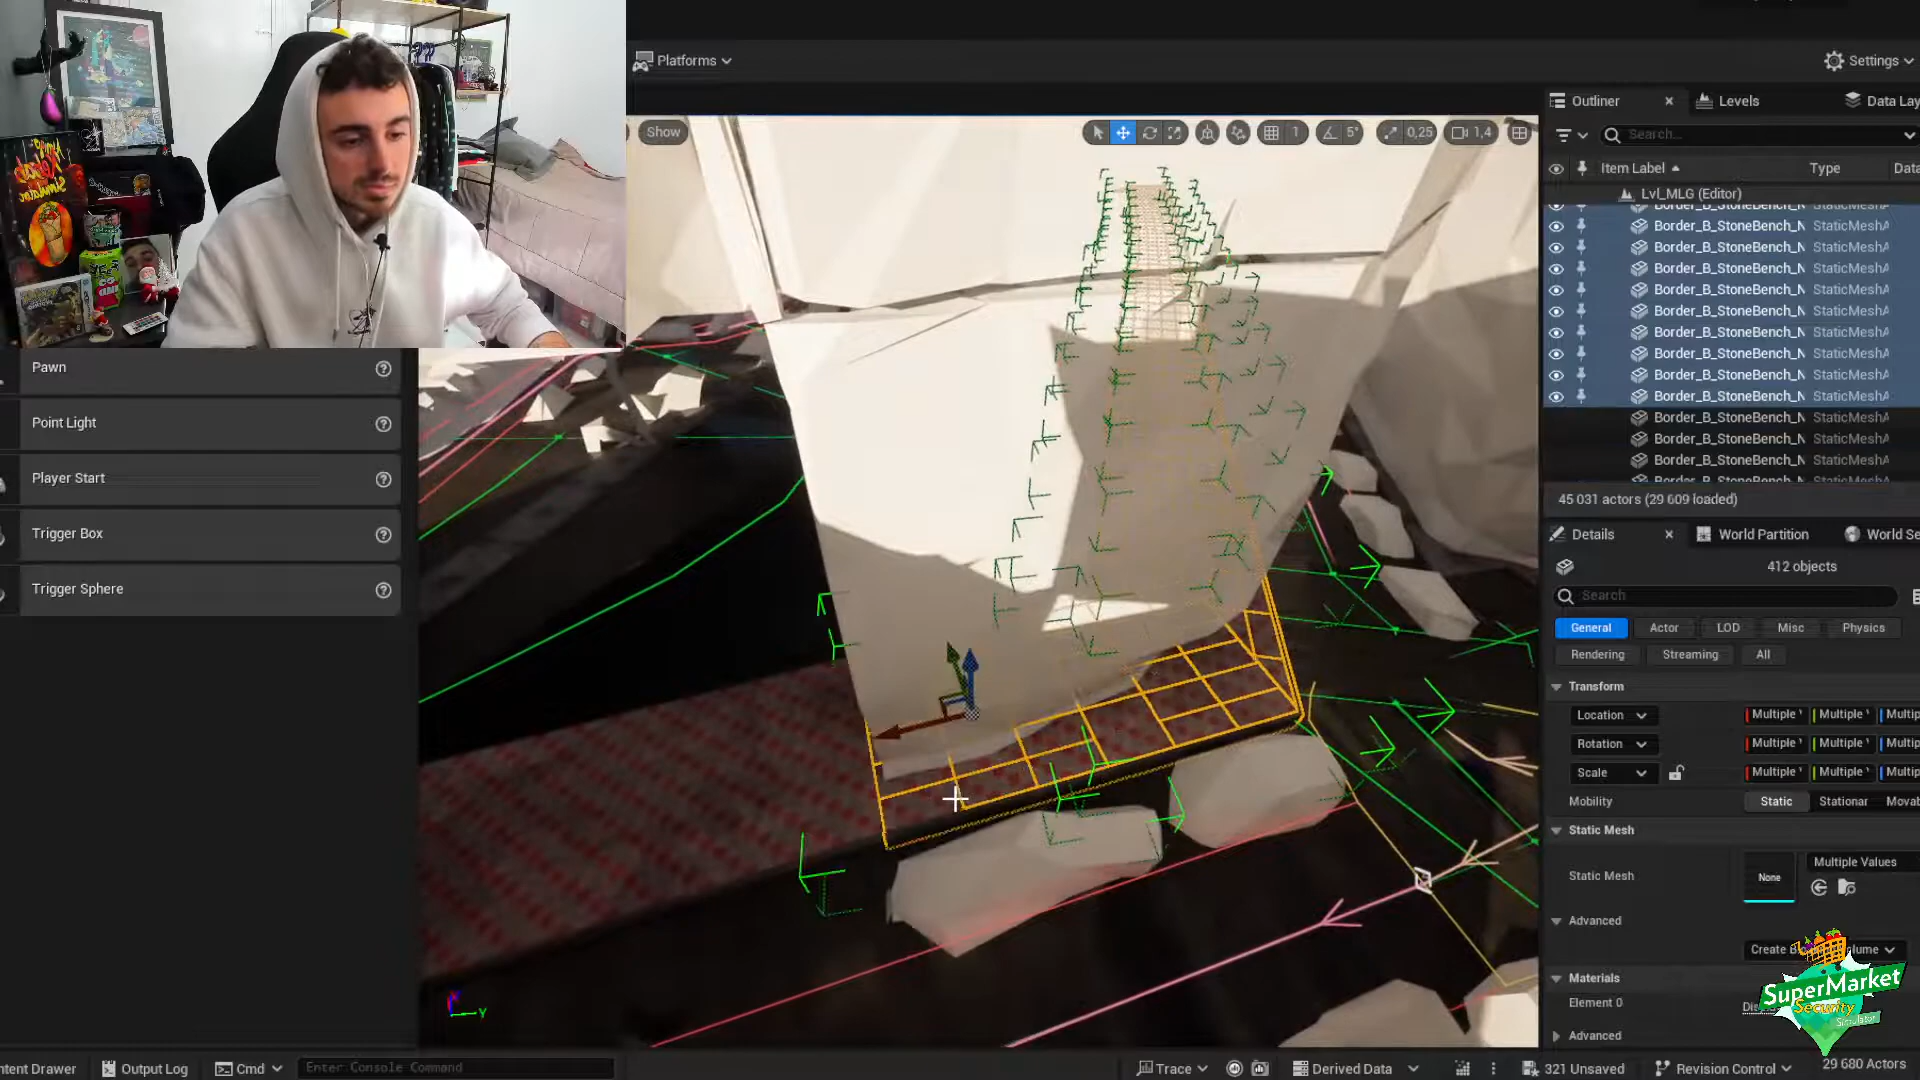 Platforms
Settings
Show
1
5°
0,25
1,4
Outliner
Levels
Data Lay
Search...
Item Label
Type
Data
Lvl_MLG (Editor)
Border_B_StoneBench_N StaticMeshA
Border_B_StoneBench_N StaticMeshA
Border_B_StoneBench_N StaticMeshA
Border_B_StoneBench_N StaticMeshA
Border_B_StoneBench_N StaticMeshA
Border_B_StoneBench_N StaticMeshA
Border_B_StoneBench_N StaticMeshA
Border_B_StoneBench_N StaticMeshA
Border_B_StoneBench_N StaticMeshA
Border_B_StoneBench_N StaticMeshA
Border_B_StoneBench_N StaticMeshA
Border_B_StoneBench_N StaticMeshA
45 031 actors (29 609 loaded)
Details
World Partition
World Se
412 objects
Search
General
Actor
LOD
Misc
Physics
Rendering
Streaming
All
Transform
Location
Multiple
Multiple
Multip
Rotation
Multiple
Multiple
Multip
Scale
Multiple
Multiple
Multip
Mobility
Static
Stationar
Movab
Static Mesh
Static Mesh
None
Multiple Values
Advanced
Materials
Element 0
Advanced
SuperMarket
Security
Simulator
Pawn
Point Light
Player Start
Trigger Box
Trigger Sphere
Y
ntent Drawer
Output Log
Cmd
Enter Console Command
Trace
Derived Data
321 Unsaved
Revision Control
29 680 Actors